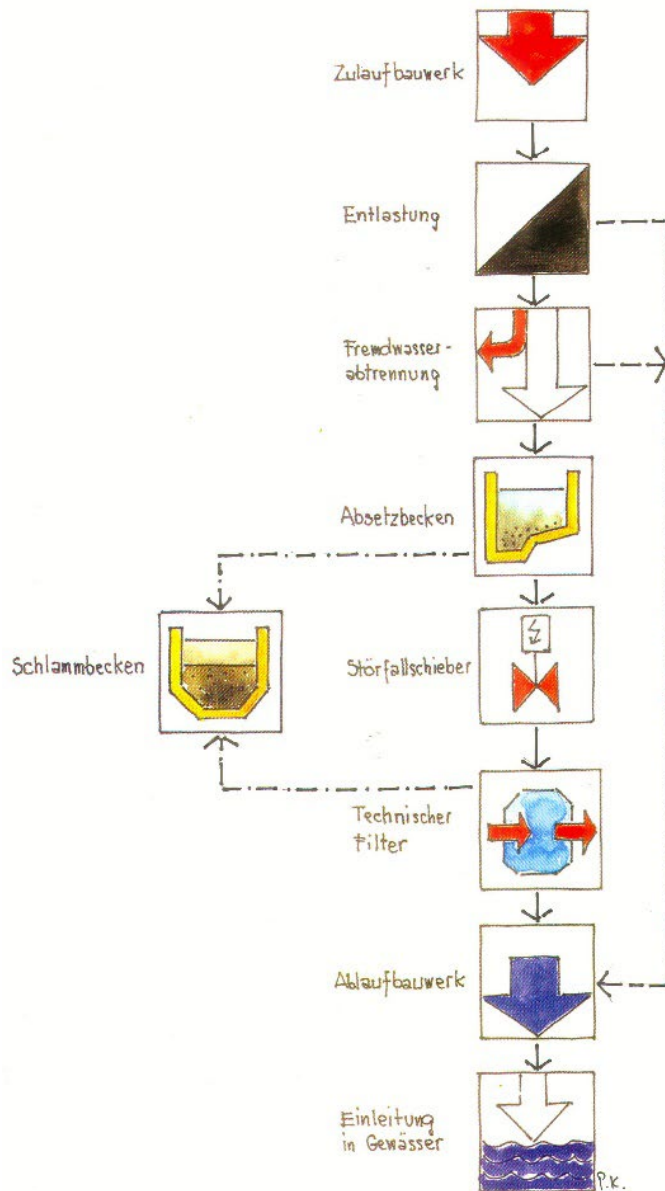 Zulaufbauwerk
Entlastung
Fremdwasser-
abtrennung
Absetzbecken
Schlammbecken
Störfallschieber
Technischer
Filter
Ablaufbauwerk
Einleitung
in Gewässer
P.K.